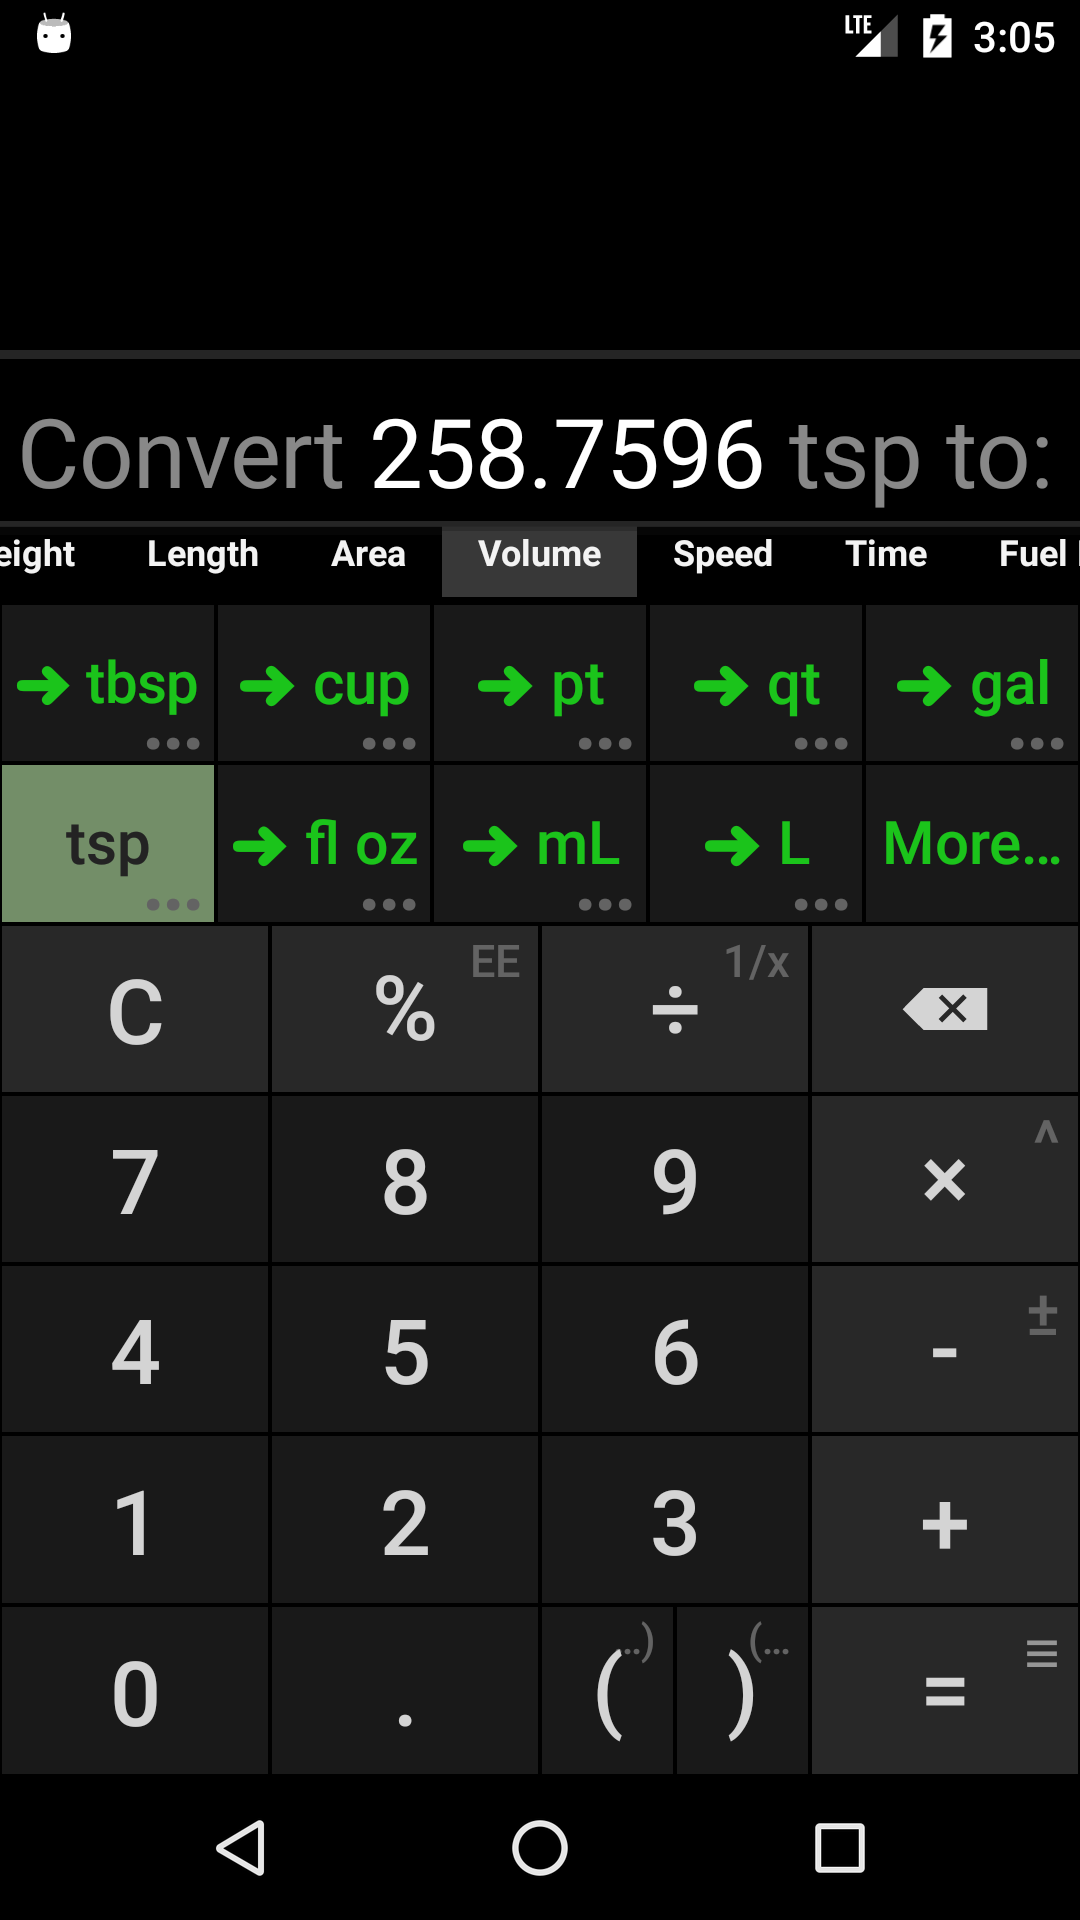 LTE 3:05
Convert 258.7596 tsp to:
eight Length Area Volume Speed Time Fuel
→ tbsp → cup → pt → qt → gal
tsp → fl oz → mL → L More...
C % EE ÷ 1/x
7 8 9 × ^
4 5 6 - ±
1 2 3 +
0 . ( ..) ) (... =